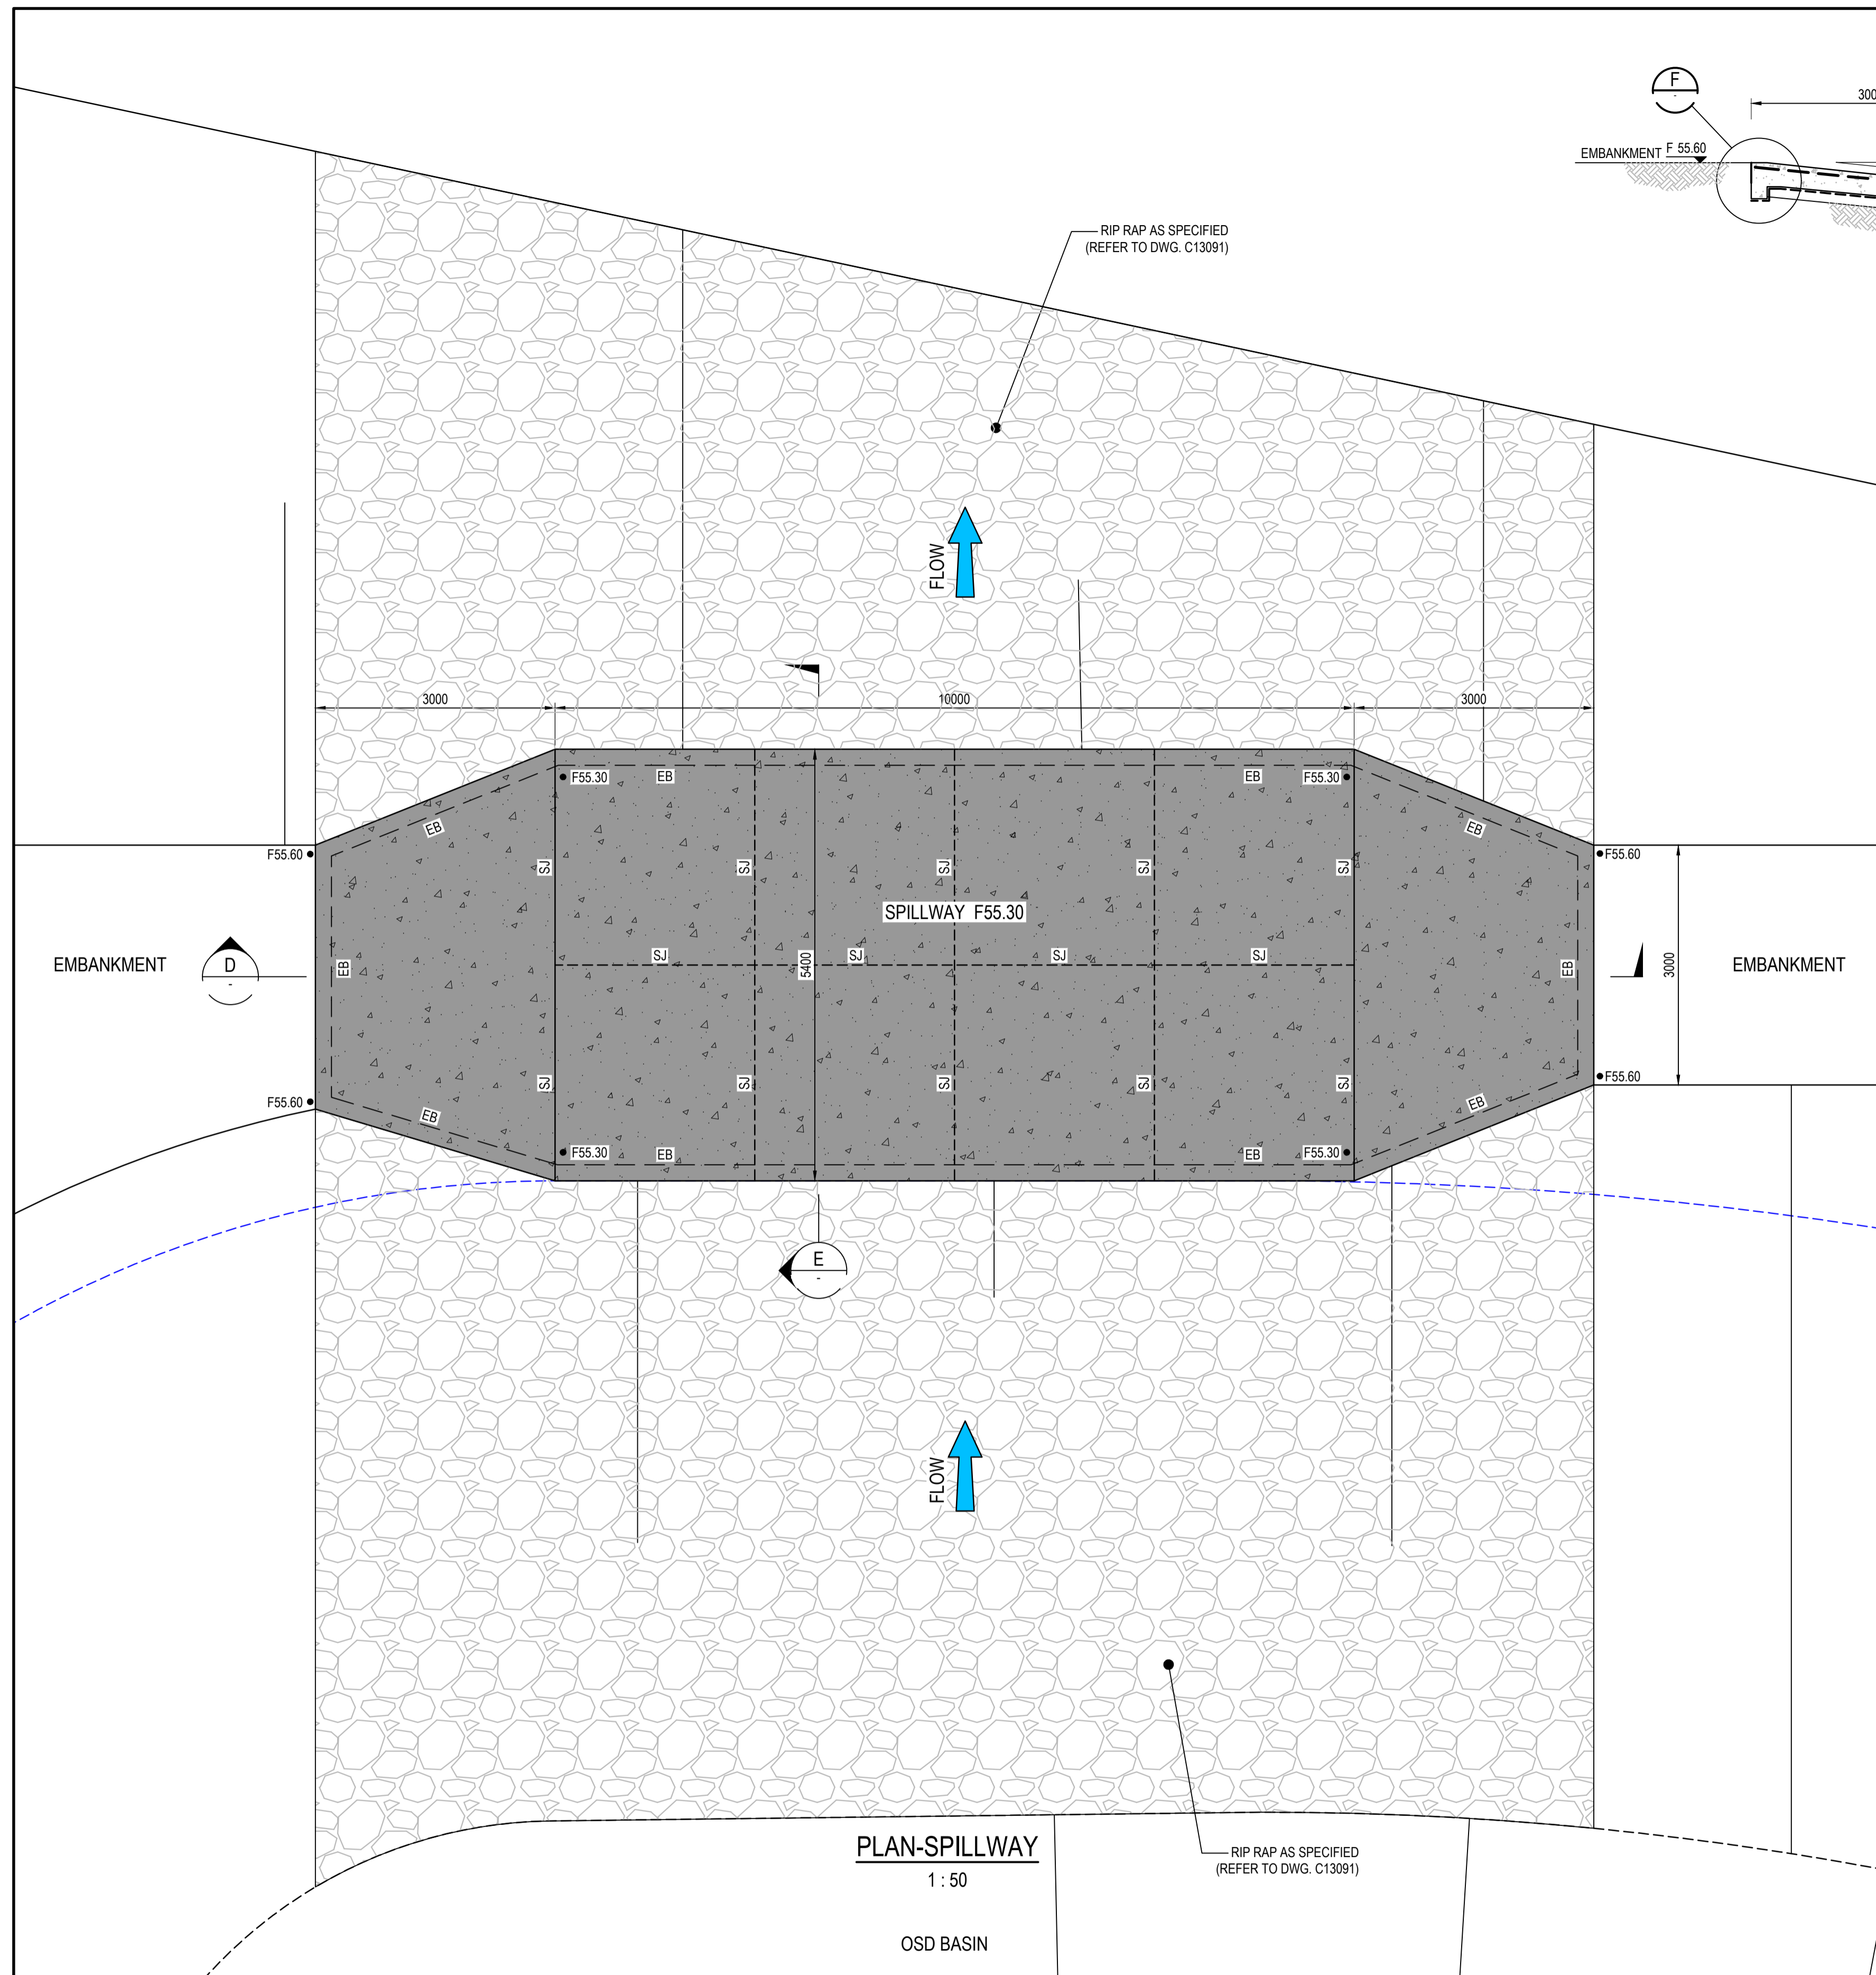 F
-
300
EMBANKMENT F 55.60
RIP RAP AS SPECIFIED
(REFER TO DWG. C13091)
FLOW
3000
10000
3000
F55.30
EB
EB
F55.30
EB
EB
F55.60
F55.60
SJ
SJ
SJ
SJ
SJ
SPILLWAY F55.30
EMBANKMENT
D
-
EB
SJ
5400
SJ
SJ
SJ
EB
3000
EMBANKMENT
SJ
SJ
SJ
SJ
SJ
F55.60
F55.60
EB
EB
F55.30
EB
EB
F55.30
E
-
FLOW
PLAN-SPILLWAY
1 : 50
RIP RAP AS SPECIFIED
(REFER TO DWG. C13091)
OSD BASIN